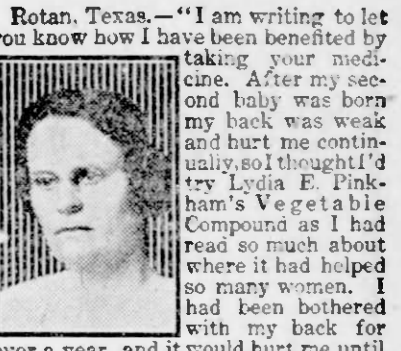 Rotan, Texas.—“I am writing to let
you know how I have been benefited by
taking your medi-
cine. After my sec-
ond baby was born
my back was weak
and hurt me contin-
ually, so I thought I'd
try Lydia E. Pink-
ham's Vegetable
Compound as I had
read so much about
where it had helped
so many women. I
had been bothered
with my back for
over a year, and it would hurt me until